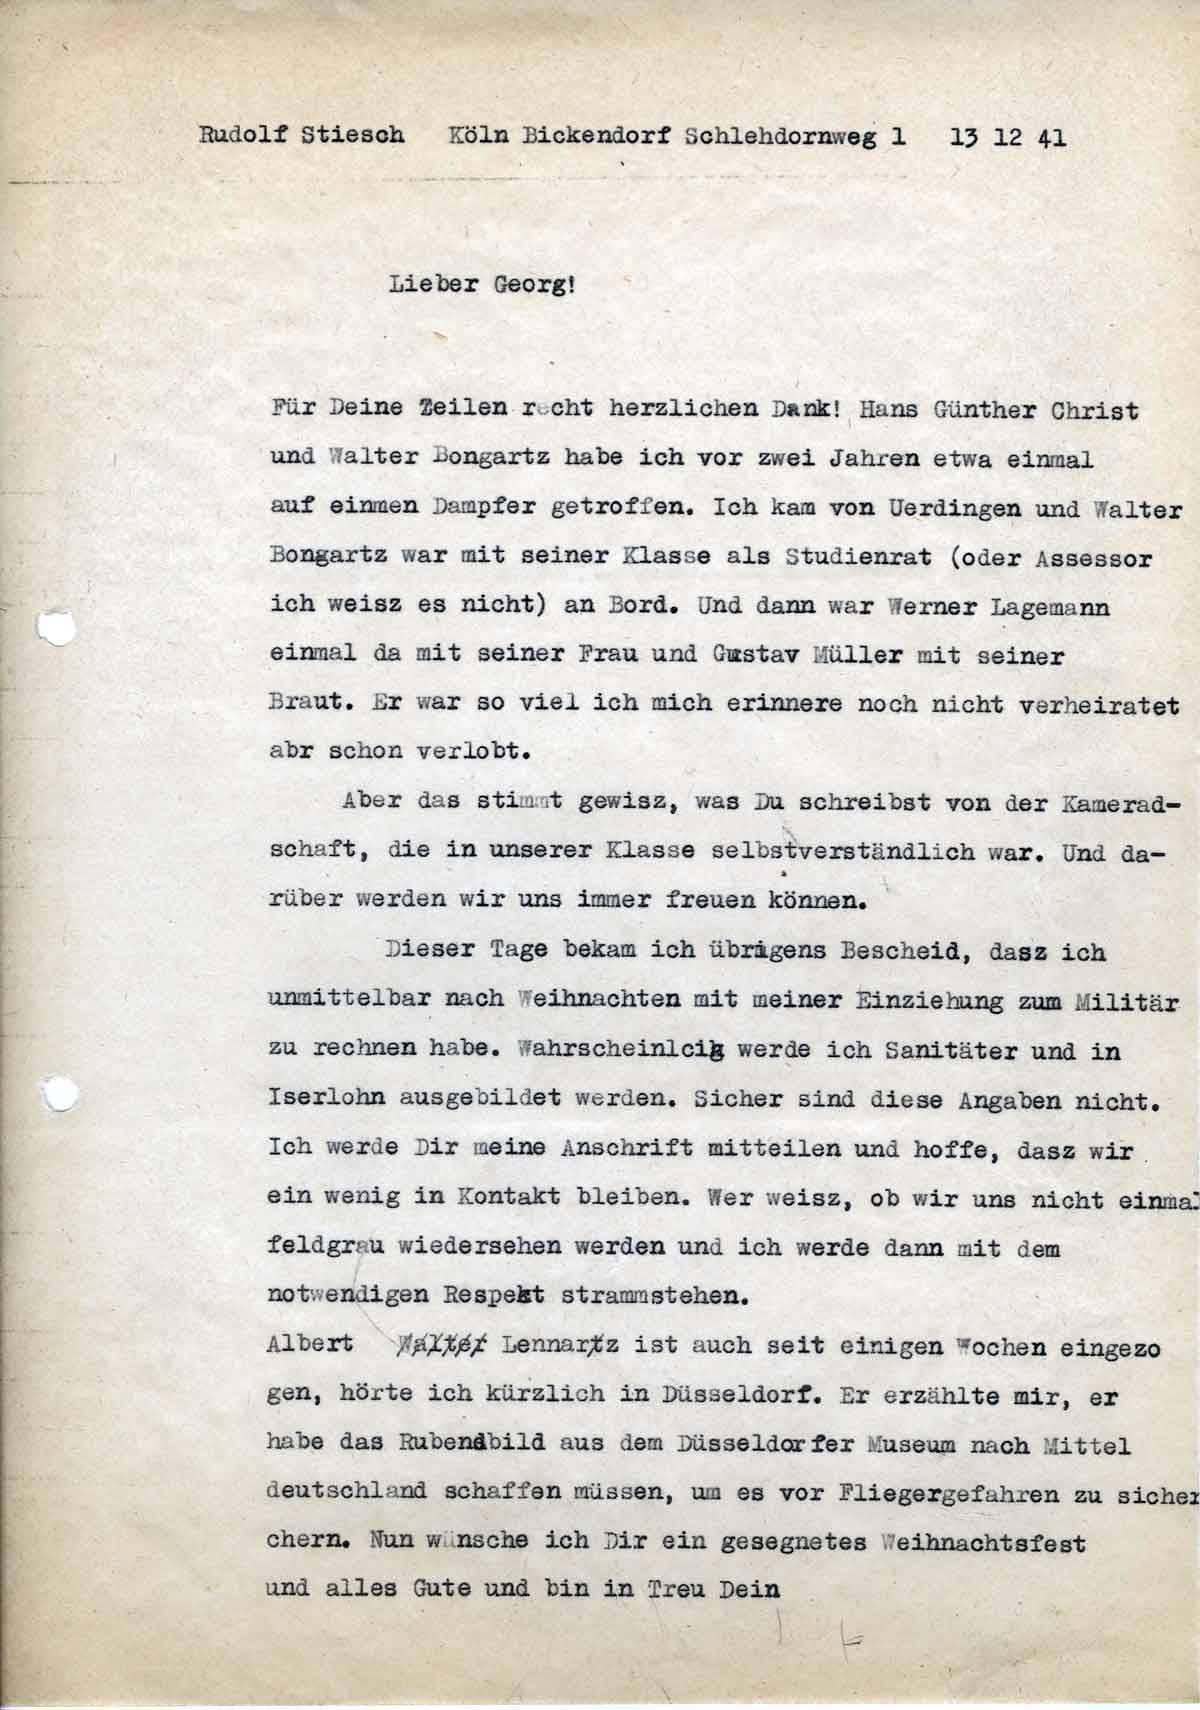 Rudolf Stiesch   Köln Bickendorf Schlehdornweg 1   13 12 41
Lieber Georg!
Für Deine Zeilen recht herzlichen Dank! Hans Günther Christ
und Walter Bongartz habe ich vor zwei Jahren etwa einmal
auf einmen Dampfer getroffen. Ich kam von Uerdingen und Walter
Bongartz war mit seiner Klasse als Studienrat (oder Assessor
ich weisz es nicht) an Bord. Und dann war Werner Lagemann
einmal da mit seiner Frau und Gustav Müller mit seiner
Braut. Er war so viel ich mich erinnere noch nicht verheiratet
abr schon verlobt.
Aber das stimmt gewisz, was Du schreibst von der Kamerad-
schaft, die in unserer Klasse selbstverständlich war. Und da-
rüber werden wir uns immer freuen können.
Dieser Tage bekam ich übrigens Bescheid, dasz ich
unmittelbar nach Weihnachten mit meiner Einziehung zum Militär
zu rechnen habe. Wahrscheinlcih werde ich Sanitäter und in
Iserlohn ausgebildet werden. Sicher sind diese Angaben nicht.
Ich werde Dir meine Anschrift mitteilen und hoffe, dasz wir
ein wenig in Kontakt bleiben. Wer weisz, ob wir uns nicht einmal
feldgrau wiedersehen werden und ich werde dann mit dem
notwendigen Respekt strammstehen.
Albert   Walter Lennartz ist auch seit einigen Wochen eingezo
gen, hörte ich kürzlich in Düsseldorf. Er erzählte mir, er
habe das Rubensbild aus dem Düsseldorfer Museum nach Mittel
deutschland schaffen müssen, um es vor Fliegergefahren zu sicher
chern. Nun wünsche ich Dir ein gesegnetes Weihnachtsfest
und alles Gute und bin in Treu Dein